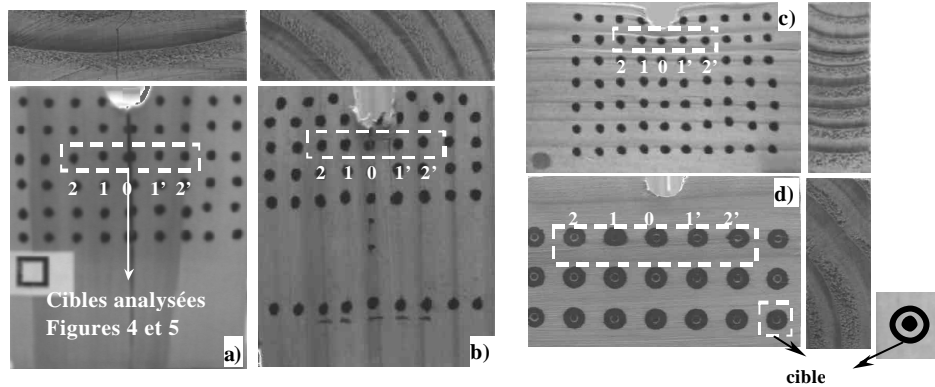 2 1 0 1’ 2’
Cibles analysées
Figures 4 et 5
a)
2 1 0 1’ 2’
b)
c)
2 1 0 1’ 2’
d)
2 1 0 1’ 2’
cible